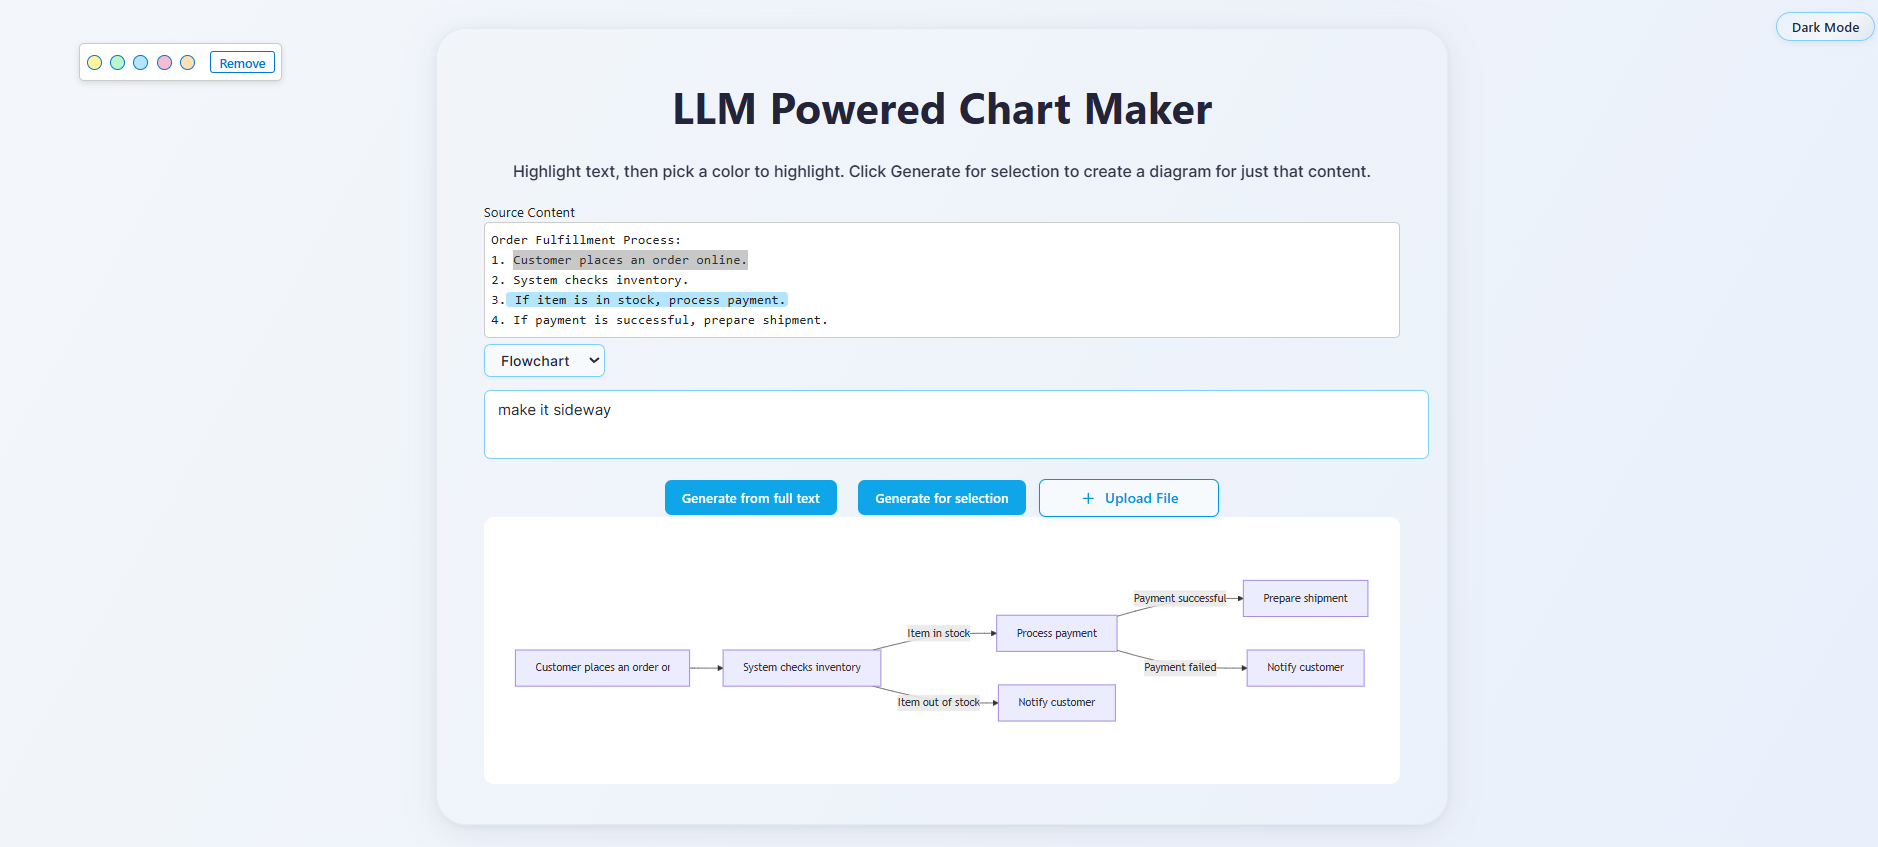 Dark Mode
Remove
LLM Powered Chart Maker
Highlight text, then pick a color to highlight. Click Generate for selection to create a diagram for just that content.
Source Content
Order Fulfillment Process:
1. Customer places an order online.
2. System checks inventory.
3. If item is in stock, process payment.
4. If payment is successful, prepare shipment.
Flowchart
make it sideway
Generate from full text
Generate for selection
+ Upload File
Payment successful
Prepare shipment
Item in stock
Process payment
Customer places an order or
System checks inventory
Payment failed
Notify customer
Item out of stock
Notify customer